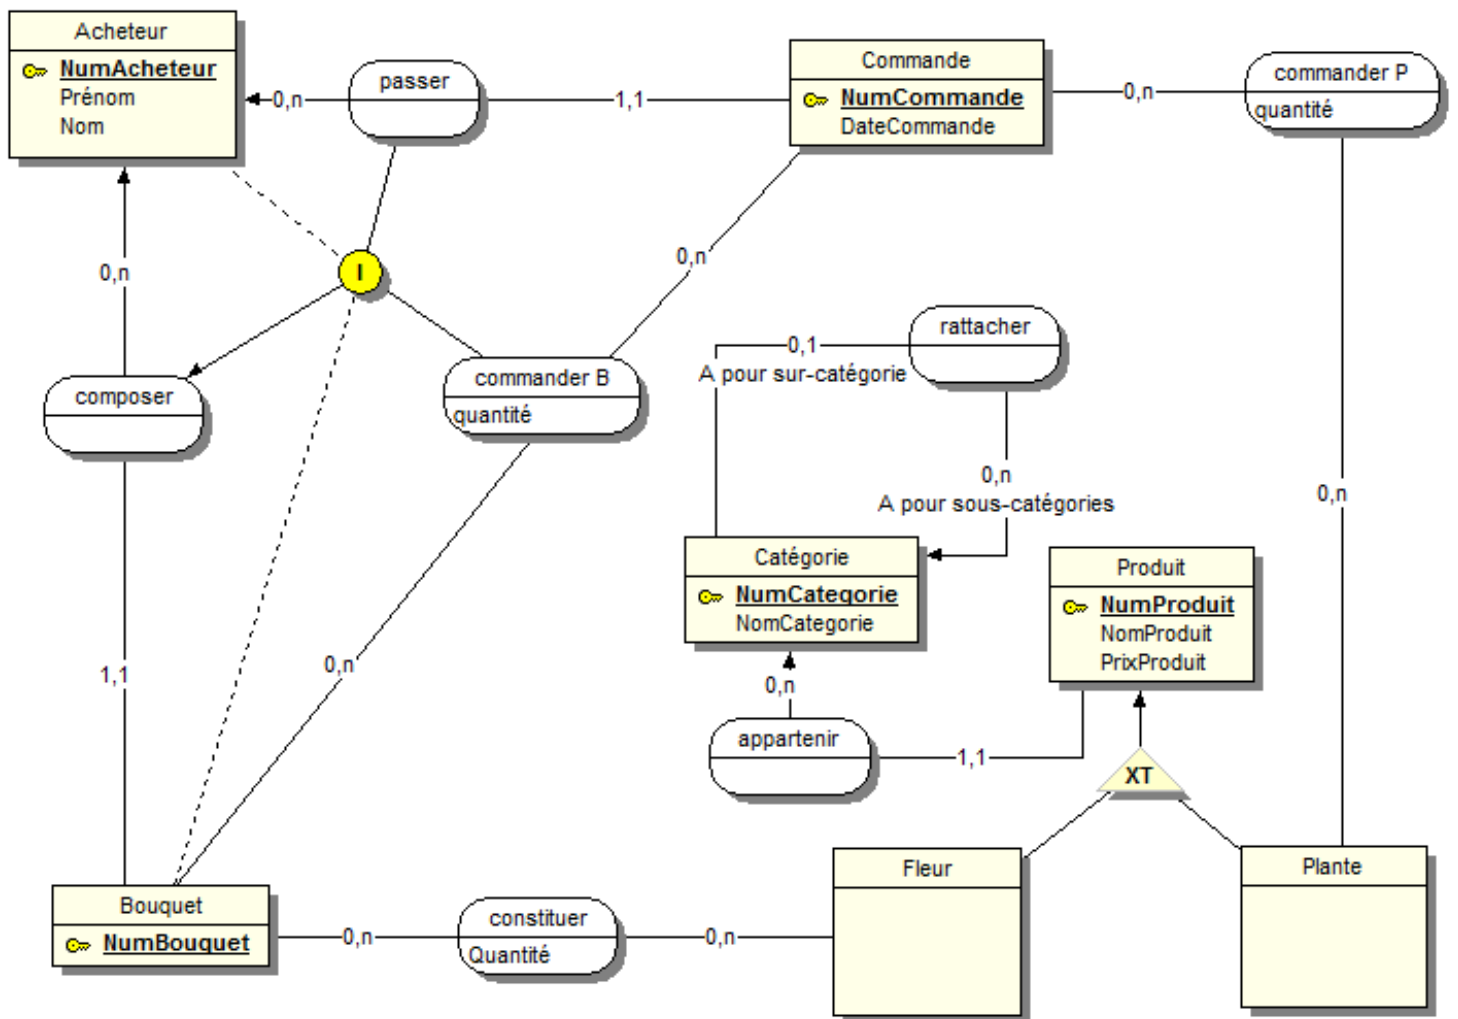 Acheteur
NumAcheteur
Prénom
Nom
0,n
passer
1,1
Commande
NumCommande
DateCommande
0,n
commander P
quantité
0,n
I
0,n
composer
commander B
quantité
0,1
rattacher
A pour sur-catégorie
0,n
A pour sous-catégories
0,n
Catégorie
NumCategorie
NomCategorie
Produit
NumProduit
NomProduit
PrixProduit
1,1
0,n
0,n
appartenir
1,1
XT
Bouquet
NumBouquet
0,n
constituer
Quantité
0,n
Fleur
Plante